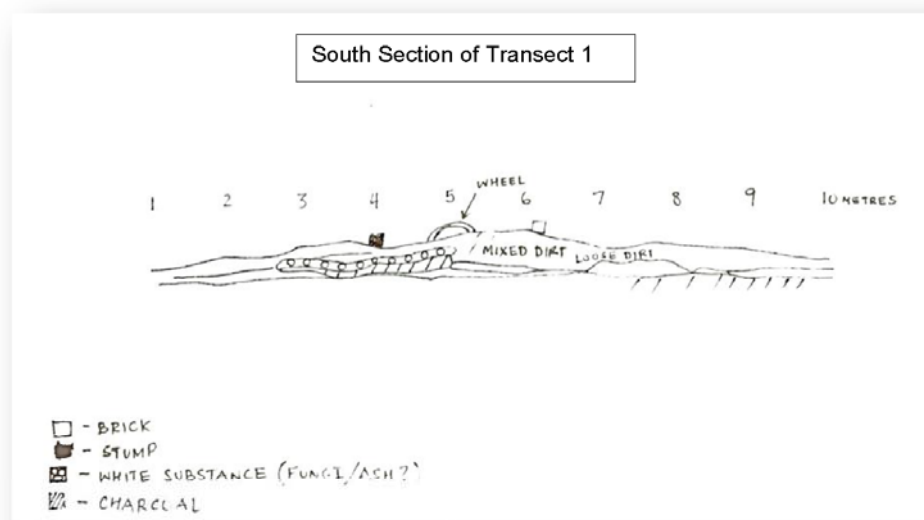 South Section of Transect 1
WHEEL
1 2 3 4 5 6 7 8 9 10 METRES
MIXED DIRT LOOSE DIRT
- BRICK
- STUMP
- WHITE SUBSTANCE (FUNGI/ASH?)
- CHARCOAL